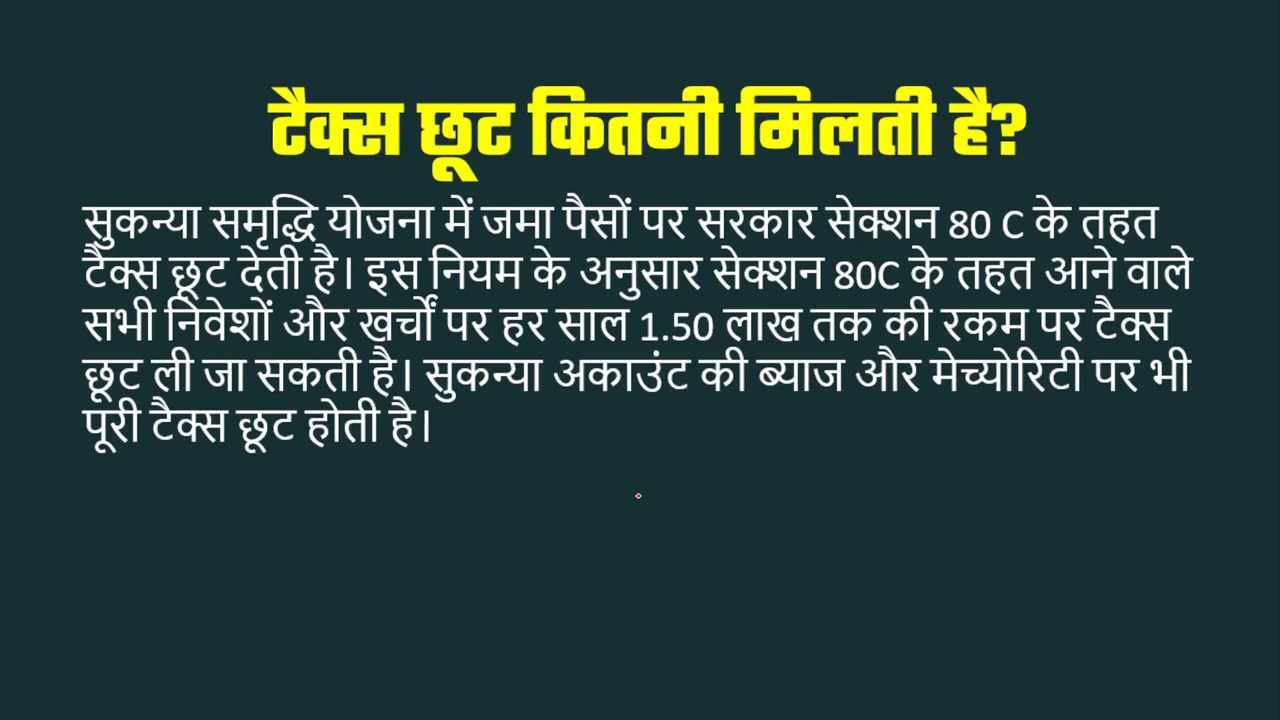 टैक्स छूट कितनी मिलती है?
सुकन्या समृद्धि योजना में जमा पैसों पर सरकार सेक्शन 80 C के तहत
टैक्स छूट देती है। इस नियम के अनुसार सेक्शन 80C के तहत आने वाले
सभी निवेशों और खर्चों पर हर साल 1.50 लाख तक की रकम पर टैक्स
छूट ली जा सकती है। सुकन्या अकाउंट की ब्याज और मेच्योरिटी पर भी
पूरी टैक्स छूट होती है।